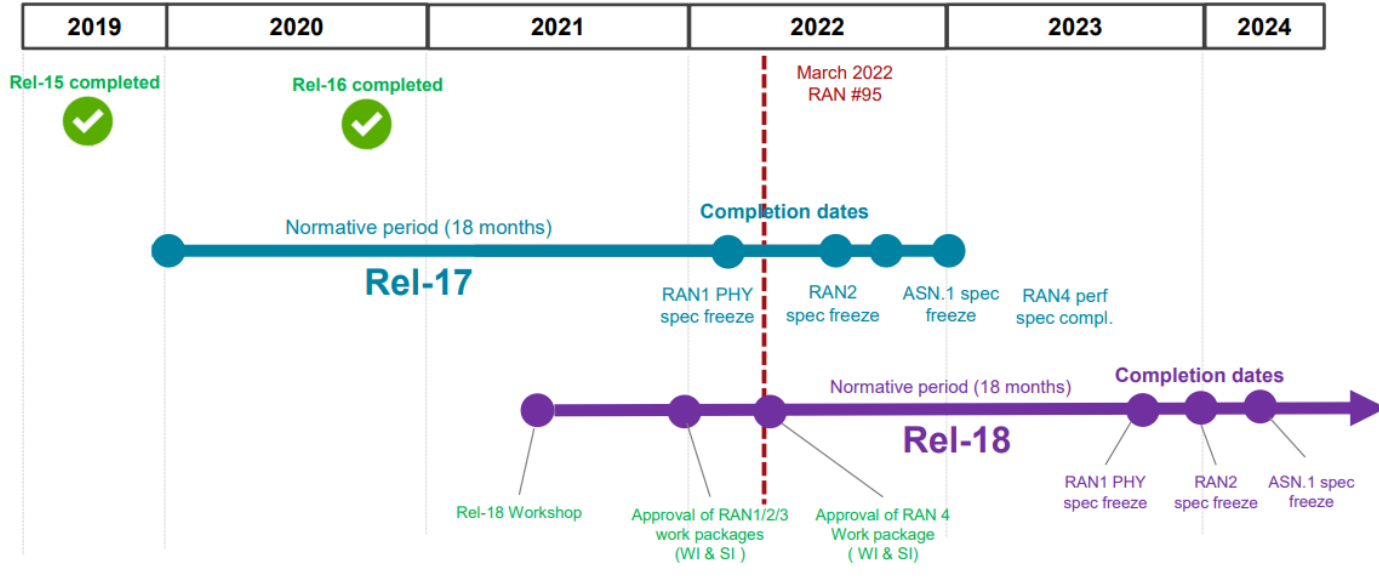 2019 2020 2021 2022 2023 2024
Rel-15 completed
Rel-16 completed
March 2022
RAN #95
Completion dates
Normative period (18 months)
Rel-17
RAN1 PHY
spec freeze
RAN2
spec freeze
ASN.1 spec
freeze
RAN4 perf
spec compl.
Completion dates
Normative period (18 months)
Rel-18
RAN1 PHY
spec freeze
RAN2
spec freeze
ASN.1 spec
freeze
Rel-18 Workshop
Approval of RAN1/2/3
work packages
(WI & SI )
Approval of RAN 4
Work package
( WI & SI)